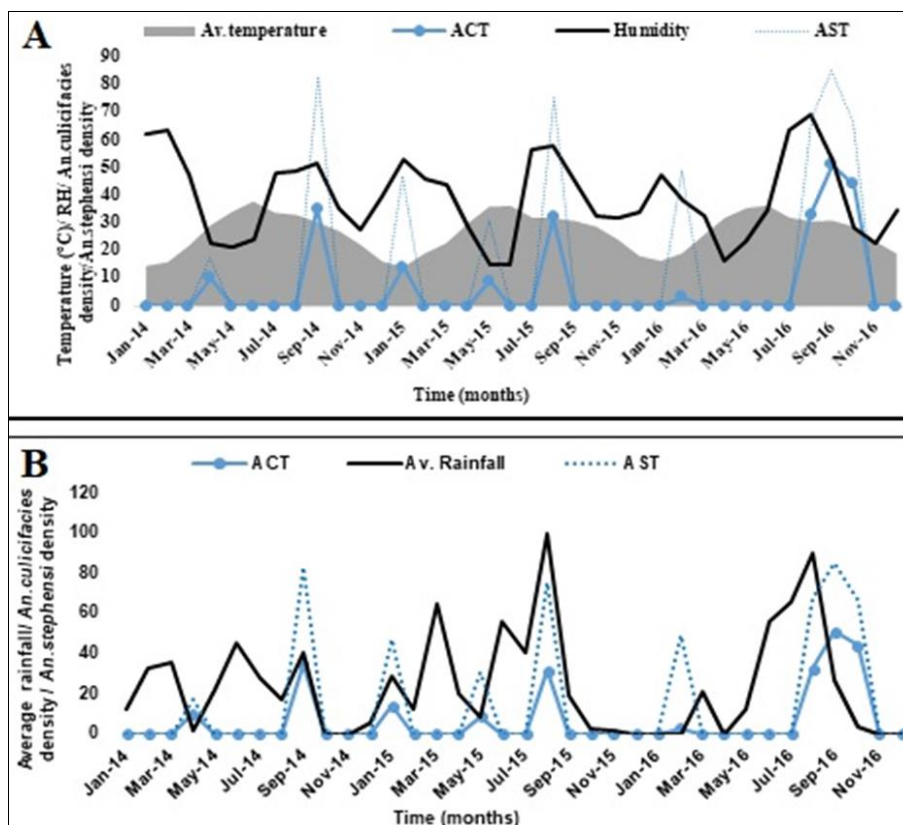 A
Av.temperature ACT Humidity AST
Temperature (°C)/ RH/ An.culicifacies
density/An.stephensi density
90
80
70
60
50
40
30
20
10
0
Jan-14 Mar-14 May-14 Jul-14 Sep-14 Nov-14 Jan-15 Mar-15 May-15 Jul-15 Sep-15 Nov-15 Jan-16 Mar-16 May-16 Jul-16 Sep-16 Nov-16
Time (months)
B
ACT Av. Rainfall AST
Average rainfall/ An.culicifacies
density / An.stephensi density
120
100
80
60
40
20
0
Jan-14 Mar-14 May-14 Jul-14 Sep-14 Nov-14 Jan-15 Mar-15 May-15 Jul-15 Sep-15 Nov-15 Jan-16 Mar-16 May-16 Jul-16 Sep-16 Nov-16
Time (months)